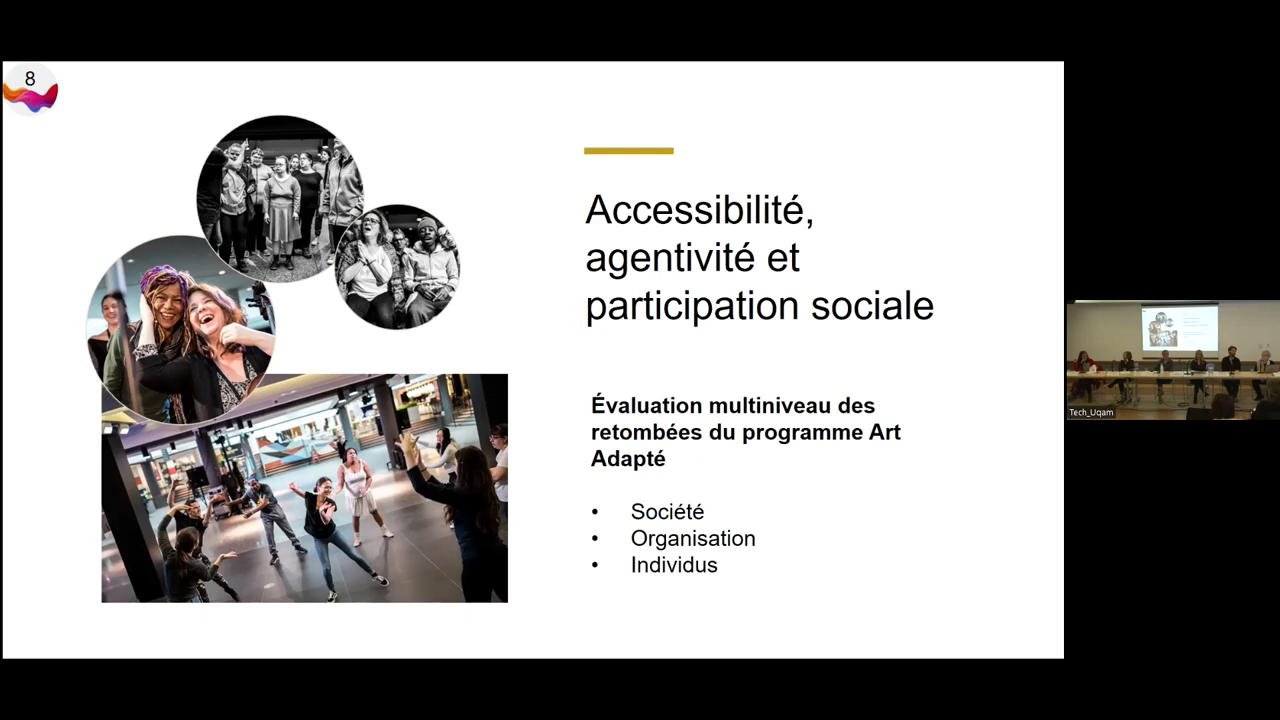 8
Accessibilité,
agentivité et
participation sociale
Évaluation multiniveau des
retombées du programme Art
Adapté
• Société
• Organisation
• Individus
Tech_Uqam